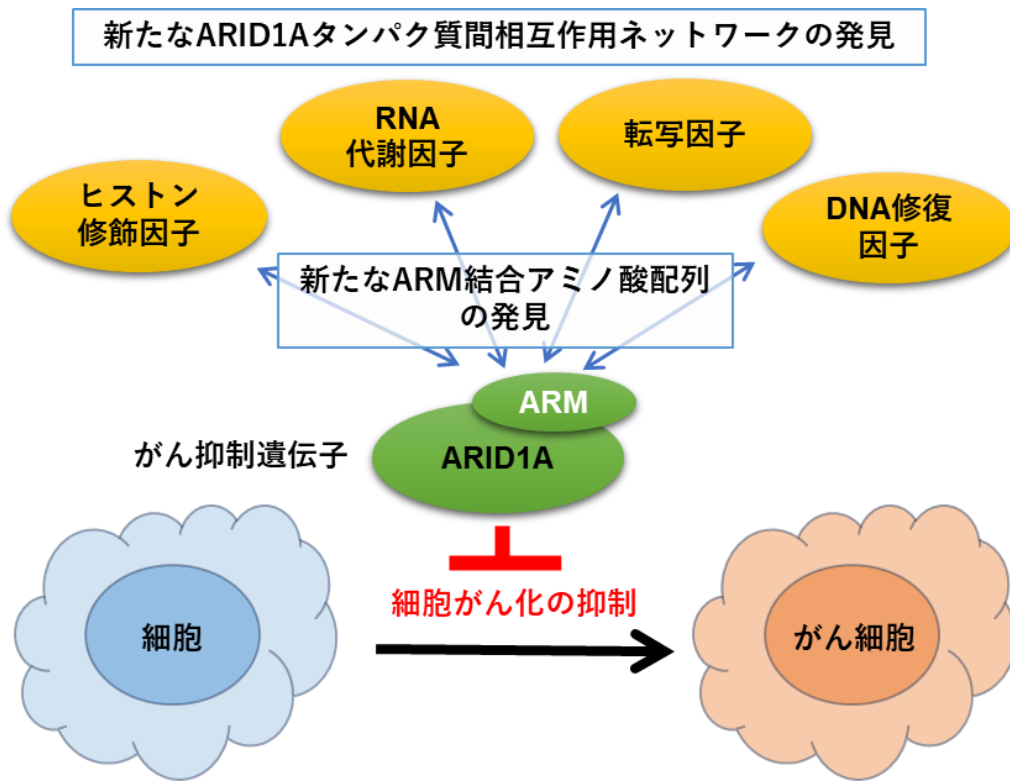 新たなARID1Aタンパク質間相互作用ネットワークの発見
RNA
代謝因子
転写因子
ヒストン
修飾因子
DNA修復
因子
新たなARM結合アミノ酸配列
の発見
ARM
がん抑制遺伝子
ARID1A
細胞がん化の抑制
細胞
がん細胞